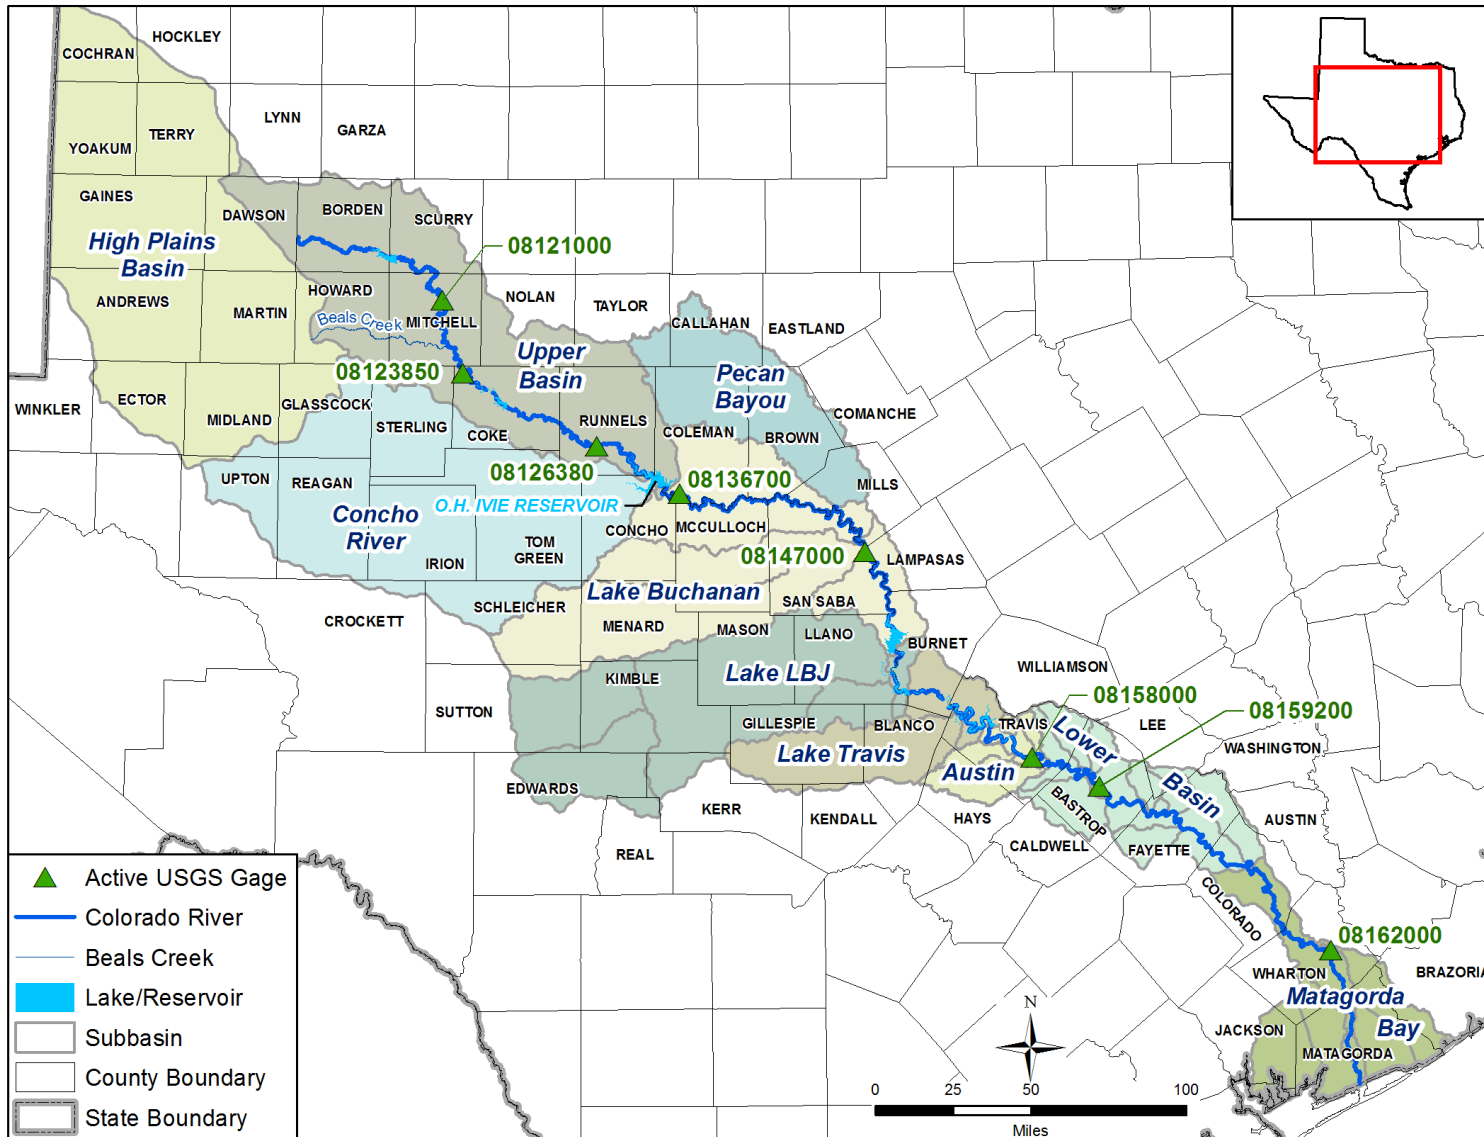 HOCKLEY
COCHRAN
LYNN
GARZA
TERRY
YOAKUM
GAINES
DAWSON
BORDEN
SCURRY
High Plains
Basin
08121000
ANDREWS
MARTIN
HOWARD
NOLAN
TAYLOR
Beals Creek
MITCHELL
CALLAHAN
EASTLAND
Upper
Basin
08123850
Pecan
Bayou
WINKLER
ECTOR
MIDLAND
GLASSCOCK
STERLING
COKE
RUNNELS
COLEMAN
BROWN
COMANCHE
UPTON
REAGAN
08126380
08136700
MILLS
O.H. IVIE RESERVOIR
Concho
River
CONCHO
MCCULLOCH
IRION
TOM
GREEN
08147000
LAMPASAS
Lake Buchanan
SAN SABA
SCHLEICHER
CROCKETT
MENARD
MASON
LLANO
BURNET
Lake LBJ
KIMBLE
WILLIAMSON
SUTTON
08158000
08159200
GILLESPIE
BLANCO
TRAVIS
Lower
Basin
LEE
WASHINGTON
Lake Travis
Austin
EDWARDS
KERR
KENDALL
HAYS
BASTROP
CALDWELL
FAYETTE
AUSTIN
REAL
COLORADO
08162000
WHARTON
BRAZORIA
Matagorda
Bay
JACKSON
MATAGORDA
Active USGS Gage
Colorado River
Beals Creek
Lake/Reservoir
Subbasin
County Boundary
State Boundary
N
0 25 50 100
Miles